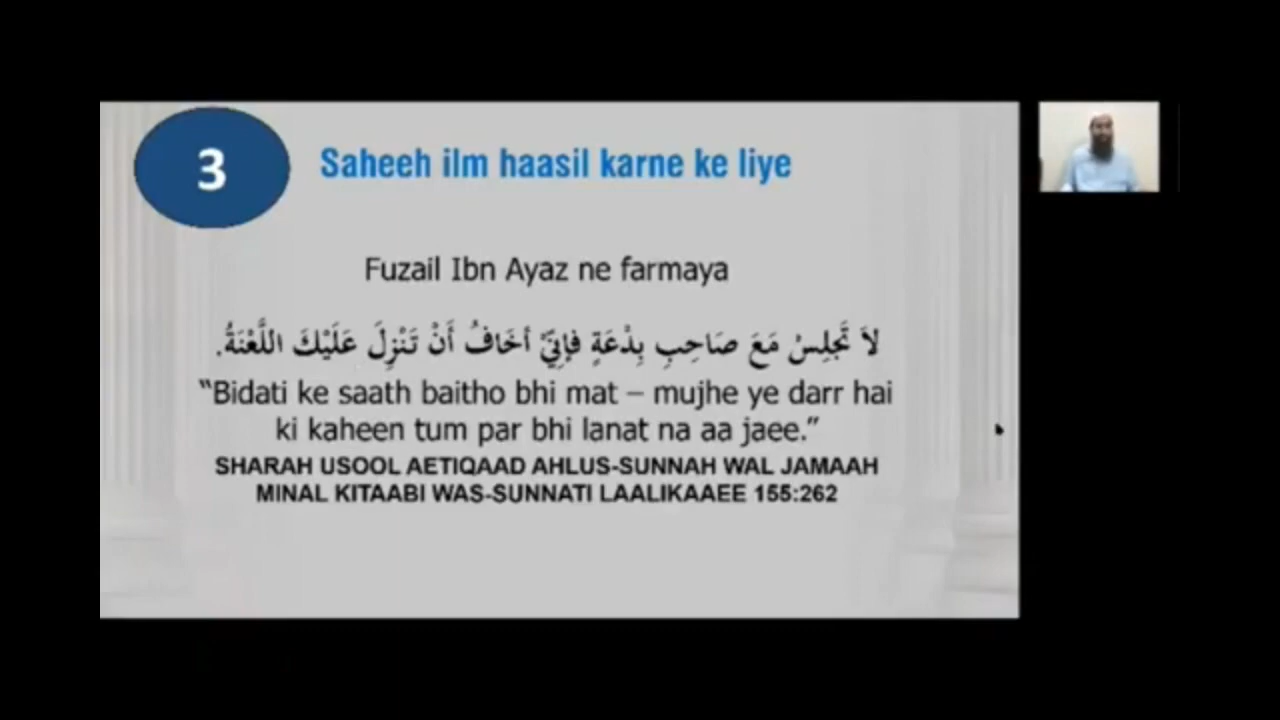 3
Saheeh ilm haasil karne ke liye
Fuzail Ibn Ayaz ne farmaya
لاَ تَجْلِسْ مَعَ صَاحِبِ بِدْعَةٍ فَإِنِّيْ أَخَافُ أَنْ تَنْزِلَ عَلَيْكَ اللَّعْنَةُ.
“Bidati ke saath baitho bhi mat – mujhe ye darr hai
ki kaheen tum par bhi lanat na aa jaee.”
SHARAH USOOL AETIQAAD AHLUS-SUNNAH WAL JAMAAH
MINAL KITAABI WAS-SUNNATI LAALIKAAEE 155:262